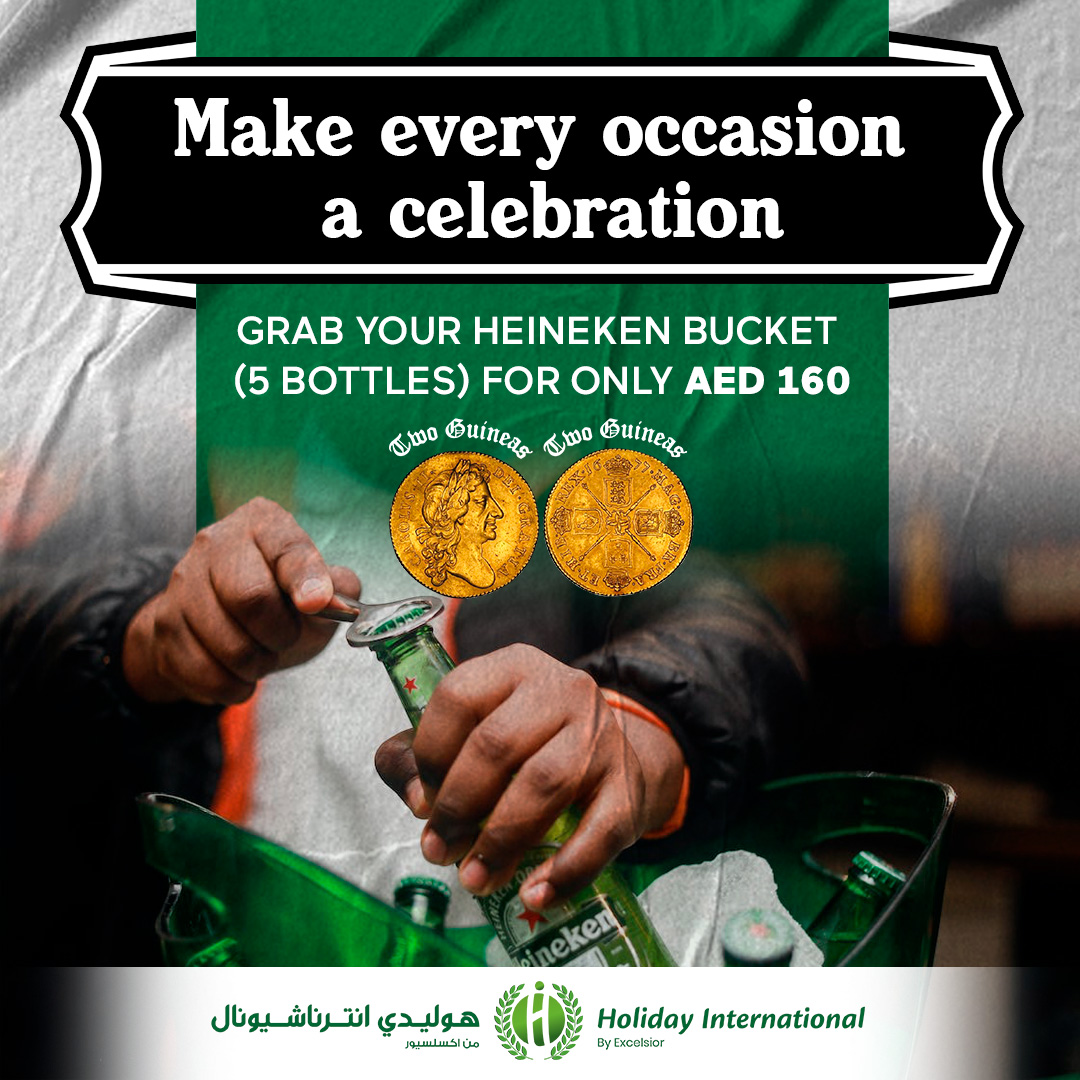 Make every occasion
a celebration
GRAB YOUR HEINEKEN BUCKET
(5 BOTTLES) FOR ONLY AED 160
Two Guineas
Two Guineas
هوليدي انترناشيونال
من اكسلسيور
Holiday International
By Excelsior